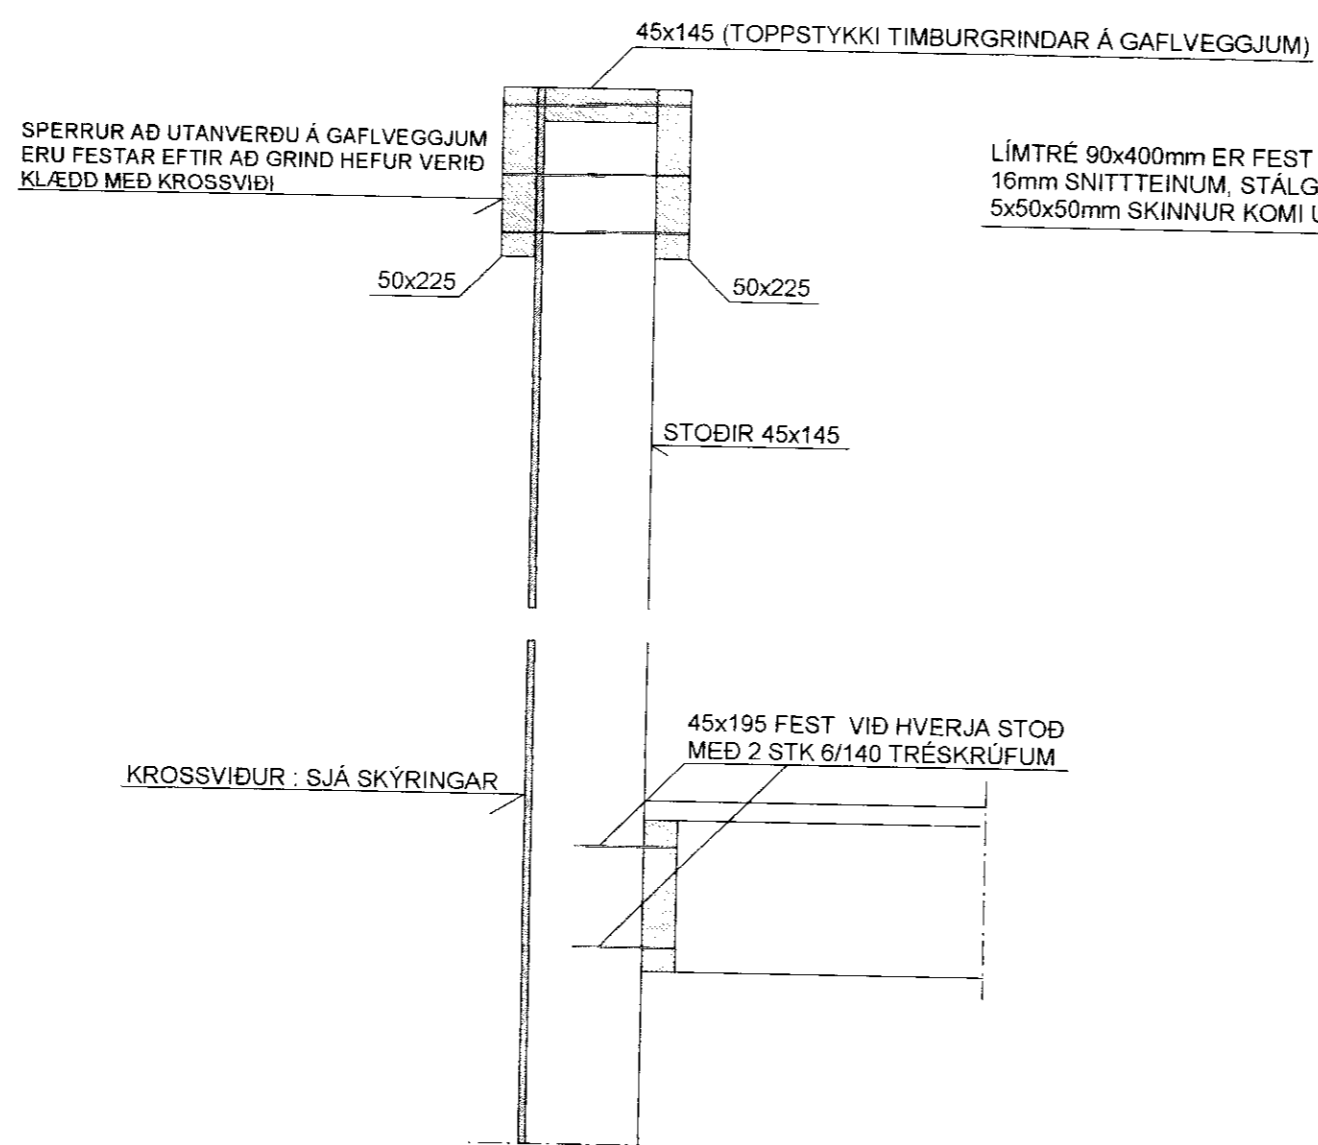 45x145 (TOPPSTYKKI TIMBURGRINDAR Á GAFLVEGGJUM)
SPERRUR AÐ UTANVERÐU Á GAFLVEGGJUM
ERU FESTAR EFTIR AÐ GRIND HEFUR VERIÐ
KLÆDD MEÐ KROSSVIÐI
LÍMTRÉ 90x400mm ER FEST
16mm SNITTTEINUM, STÁLG
5x50x50mm SKINNUR KOMI
50x225
50x225
STOÐIR 45x145
45x195 FEST VIÐ HVERJA STOÐ
MEÐ 2 STK 6/140 TRÉSKRÚFUM
KROSSVIÐUR : SJÁ SKÝRINGAR